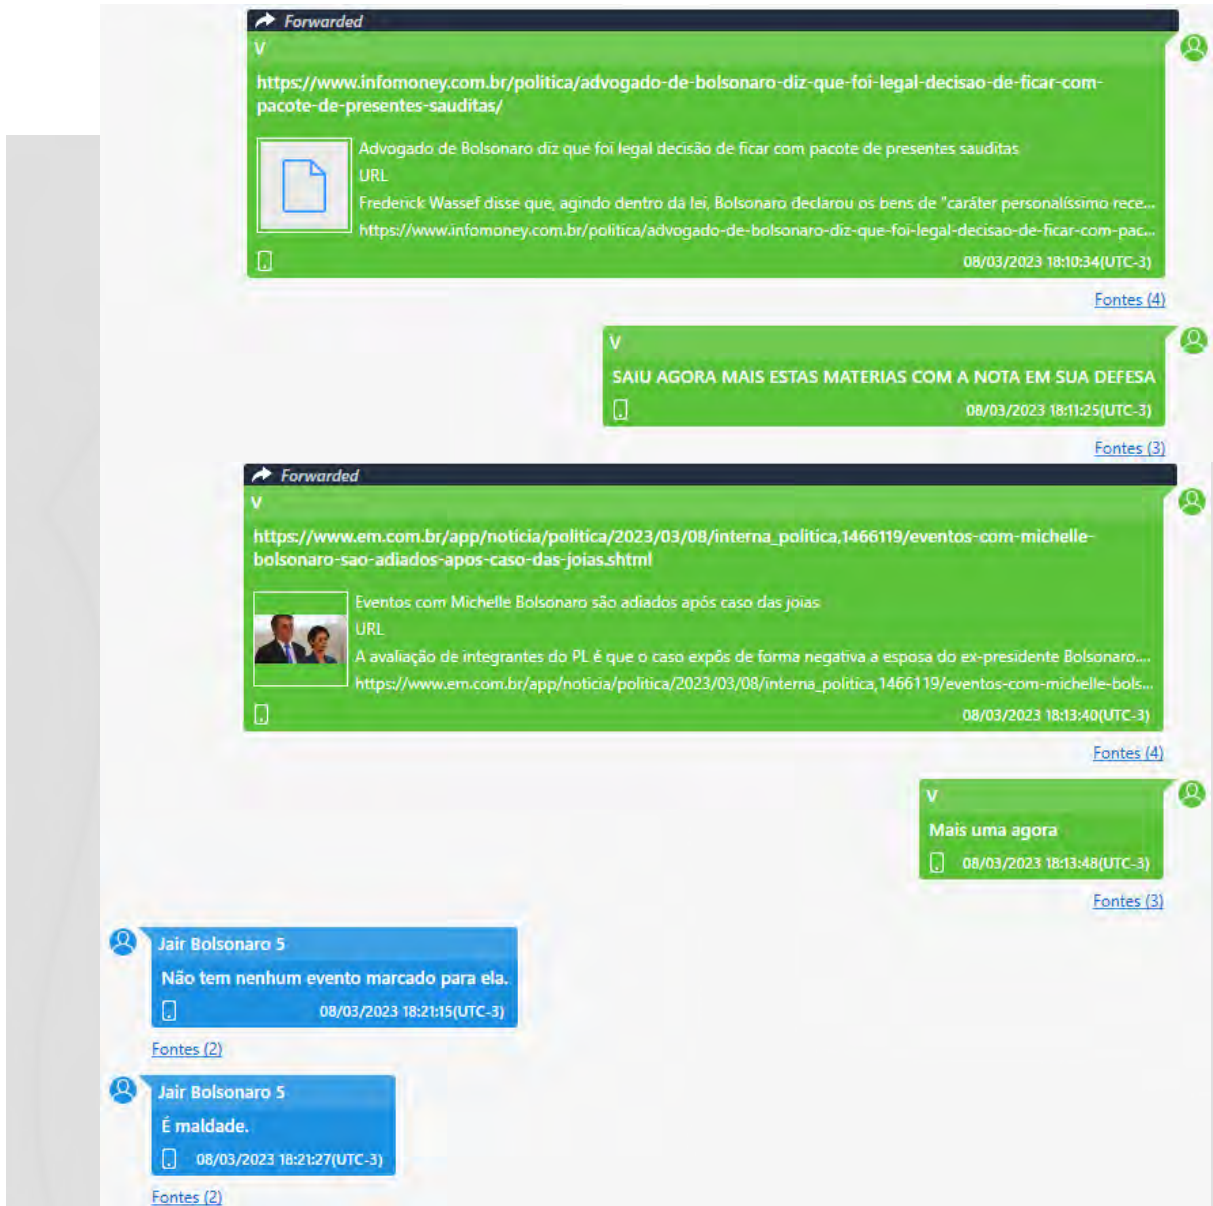 Forwarded
V
https://www.infomoney.com.br/politica/advogado-de-bolsonaro-diz-que-foi-legal-decisao-de-ficar-com-
pacote-de-presentes-sauditas/
Advogado de Bolsonaro diz que foi legal decisão de ficar com pacote de presentes sauditas
URL
Frederick Wassef disse que, agindo dentro da lei, Bolsonaro declarou os bens de "caráter personalíssimo rece...
https://www.infomoney.com.br/politica/advogado-de-bolsonaro-diz-que-foi-legal-decisao-de-ficar-com-pac...
08/03/2023 18:10:34(UTC-3)
Fontes (4)
V
SAIU AGORA MAIS ESTAS MATERIAS COM A NOTA EM SUA DEFESA
08/03/2023 18:11:25(UTC-3)
Fontes (3)
Forwarded
V
https://www.em.com.br/app/noticia/politica/2023/03/08/interna_politica,1466119/eventos-com-michelle-
bolsonaro-sao-adiados-apos-caso-das-joias.shtml
Eventos com Michelle Bolsonaro são adiados após caso das joias
URL
A avaliação de integrantes do PL é que o caso expôs de forma negativa a esposa do ex-presidente Bolsonaro....
https://www.em.com.br/app/noticia/politica/2023/03/08/interna_politica,1466119/eventos-com-michelle-bols...
08/03/2023 18:13:40(UTC-3)
Fontes (4)
V
Mais uma agora
08/03/2023 18:13:48(UTC-3)
Fontes (3)
Jair Bolsonaro 5
Não tem nenhum evento marcado para ela.
08/03/2023 18:21:15(UTC-3)
Fontes (2)
Jair Bolsonaro 5
É maldade.
08/03/2023 18:21:27(UTC-3)
Fontes (2)